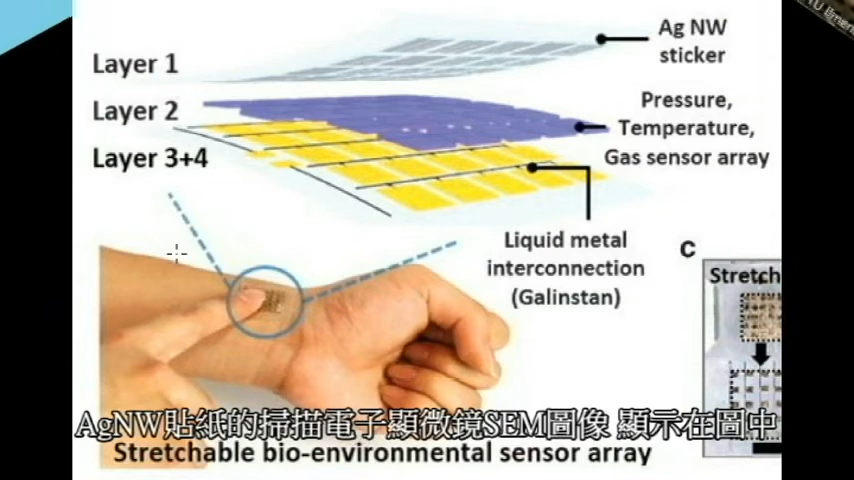 Layer 1
Ag NW
sticker
Layer 2
Layer 3+4
Pressure,
Temperature,
Gas sensor array
Liquid metal
interconnection
(Galinstan)
c
Stretch
AgNW貼紙的掃描電子顯微鏡SEM圖像 顯示在圖中
Stretchable bio-environmental sensor array